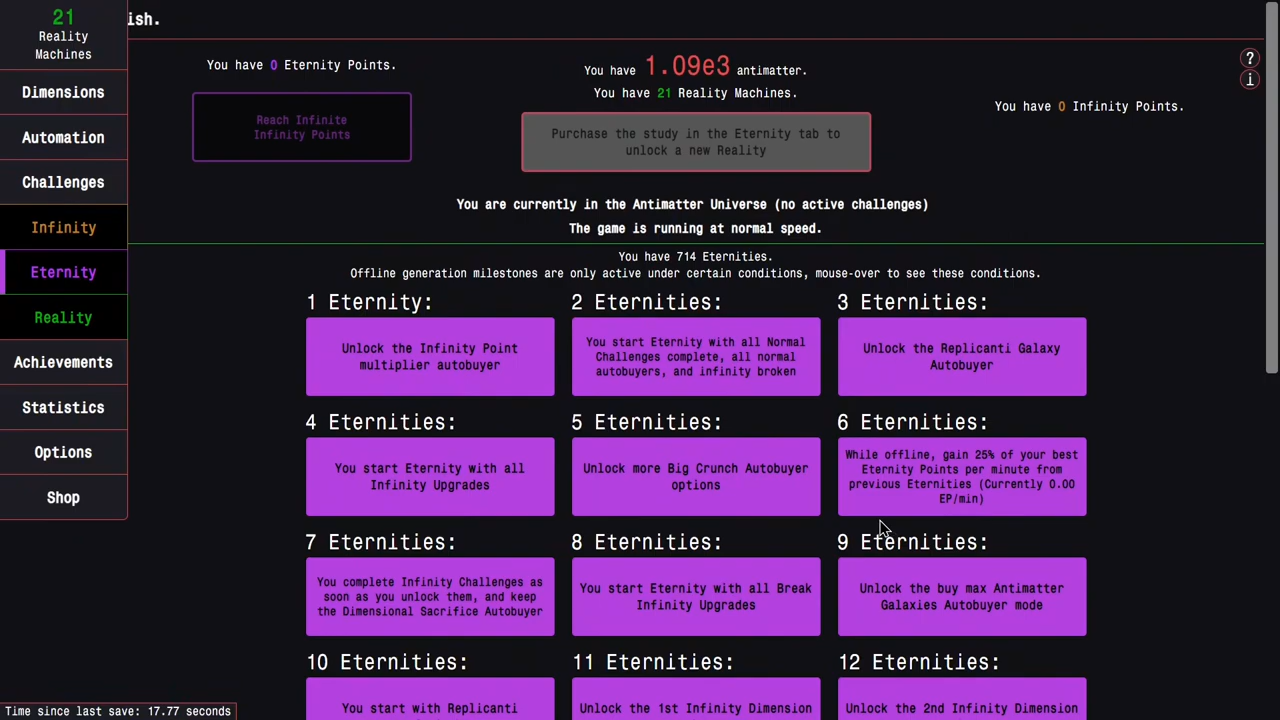 21
Reality
Machines
Dimensions
Automation
Challenges
Infinity
Eternity
Reality
Achievements
Statistics
Options
Shop
ish.
You have 0 Eternity Points.
Reach Infinite
Infinity Points
You have 1.09e3 antimatter.
You have 21 Reality Machines.
Purchase the study in the Eternity tab to
unlock a new Reality
?
i
You have 0 Infinity Points.
You are currently in the Antimatter Universe (no active challenges)
The game is running at normal speed.
You have 714 Eternities.
Offline generation milestones are only active under certain conditions, mouse-over to see these conditions.
1 Eternity:
Unlock the Infinity Point
multiplier autobuyer
2 Eternities:
You start Eternity with all Normal
Challenges complete, all normal
autobuyers, and infinity broken
3 Eternities:
Unlock the Replicanti Galaxy
Autobuyer
4 Eternities:
You start Eternity with all
Infinity Upgrades
5 Eternities:
Unlock more Big Crunch Autobuyer
options
6 Eternities:
While offline, gain 25% of your best
Eternity Points per minute from
previous Eternities (Currently 0.00
EP/min)
7 Eternities:
You complete Infinity Challenges as
soon as you unlock them, and keep
the Dimensional Sacrifice Autobuyer
8 Eternities:
You start Eternity with all Break
Infinity Upgrades
9 Eternities:
Unlock the buy max Antimatter
Galaxies Autobuyer mode
10 Eternities:
You start with Replicanti
11 Eternities:
Unlock the 1st Infinity Dimension
12 Eternities:
Unlock the 2nd Infinity Dimension
Time since last save: 17.77 seconds